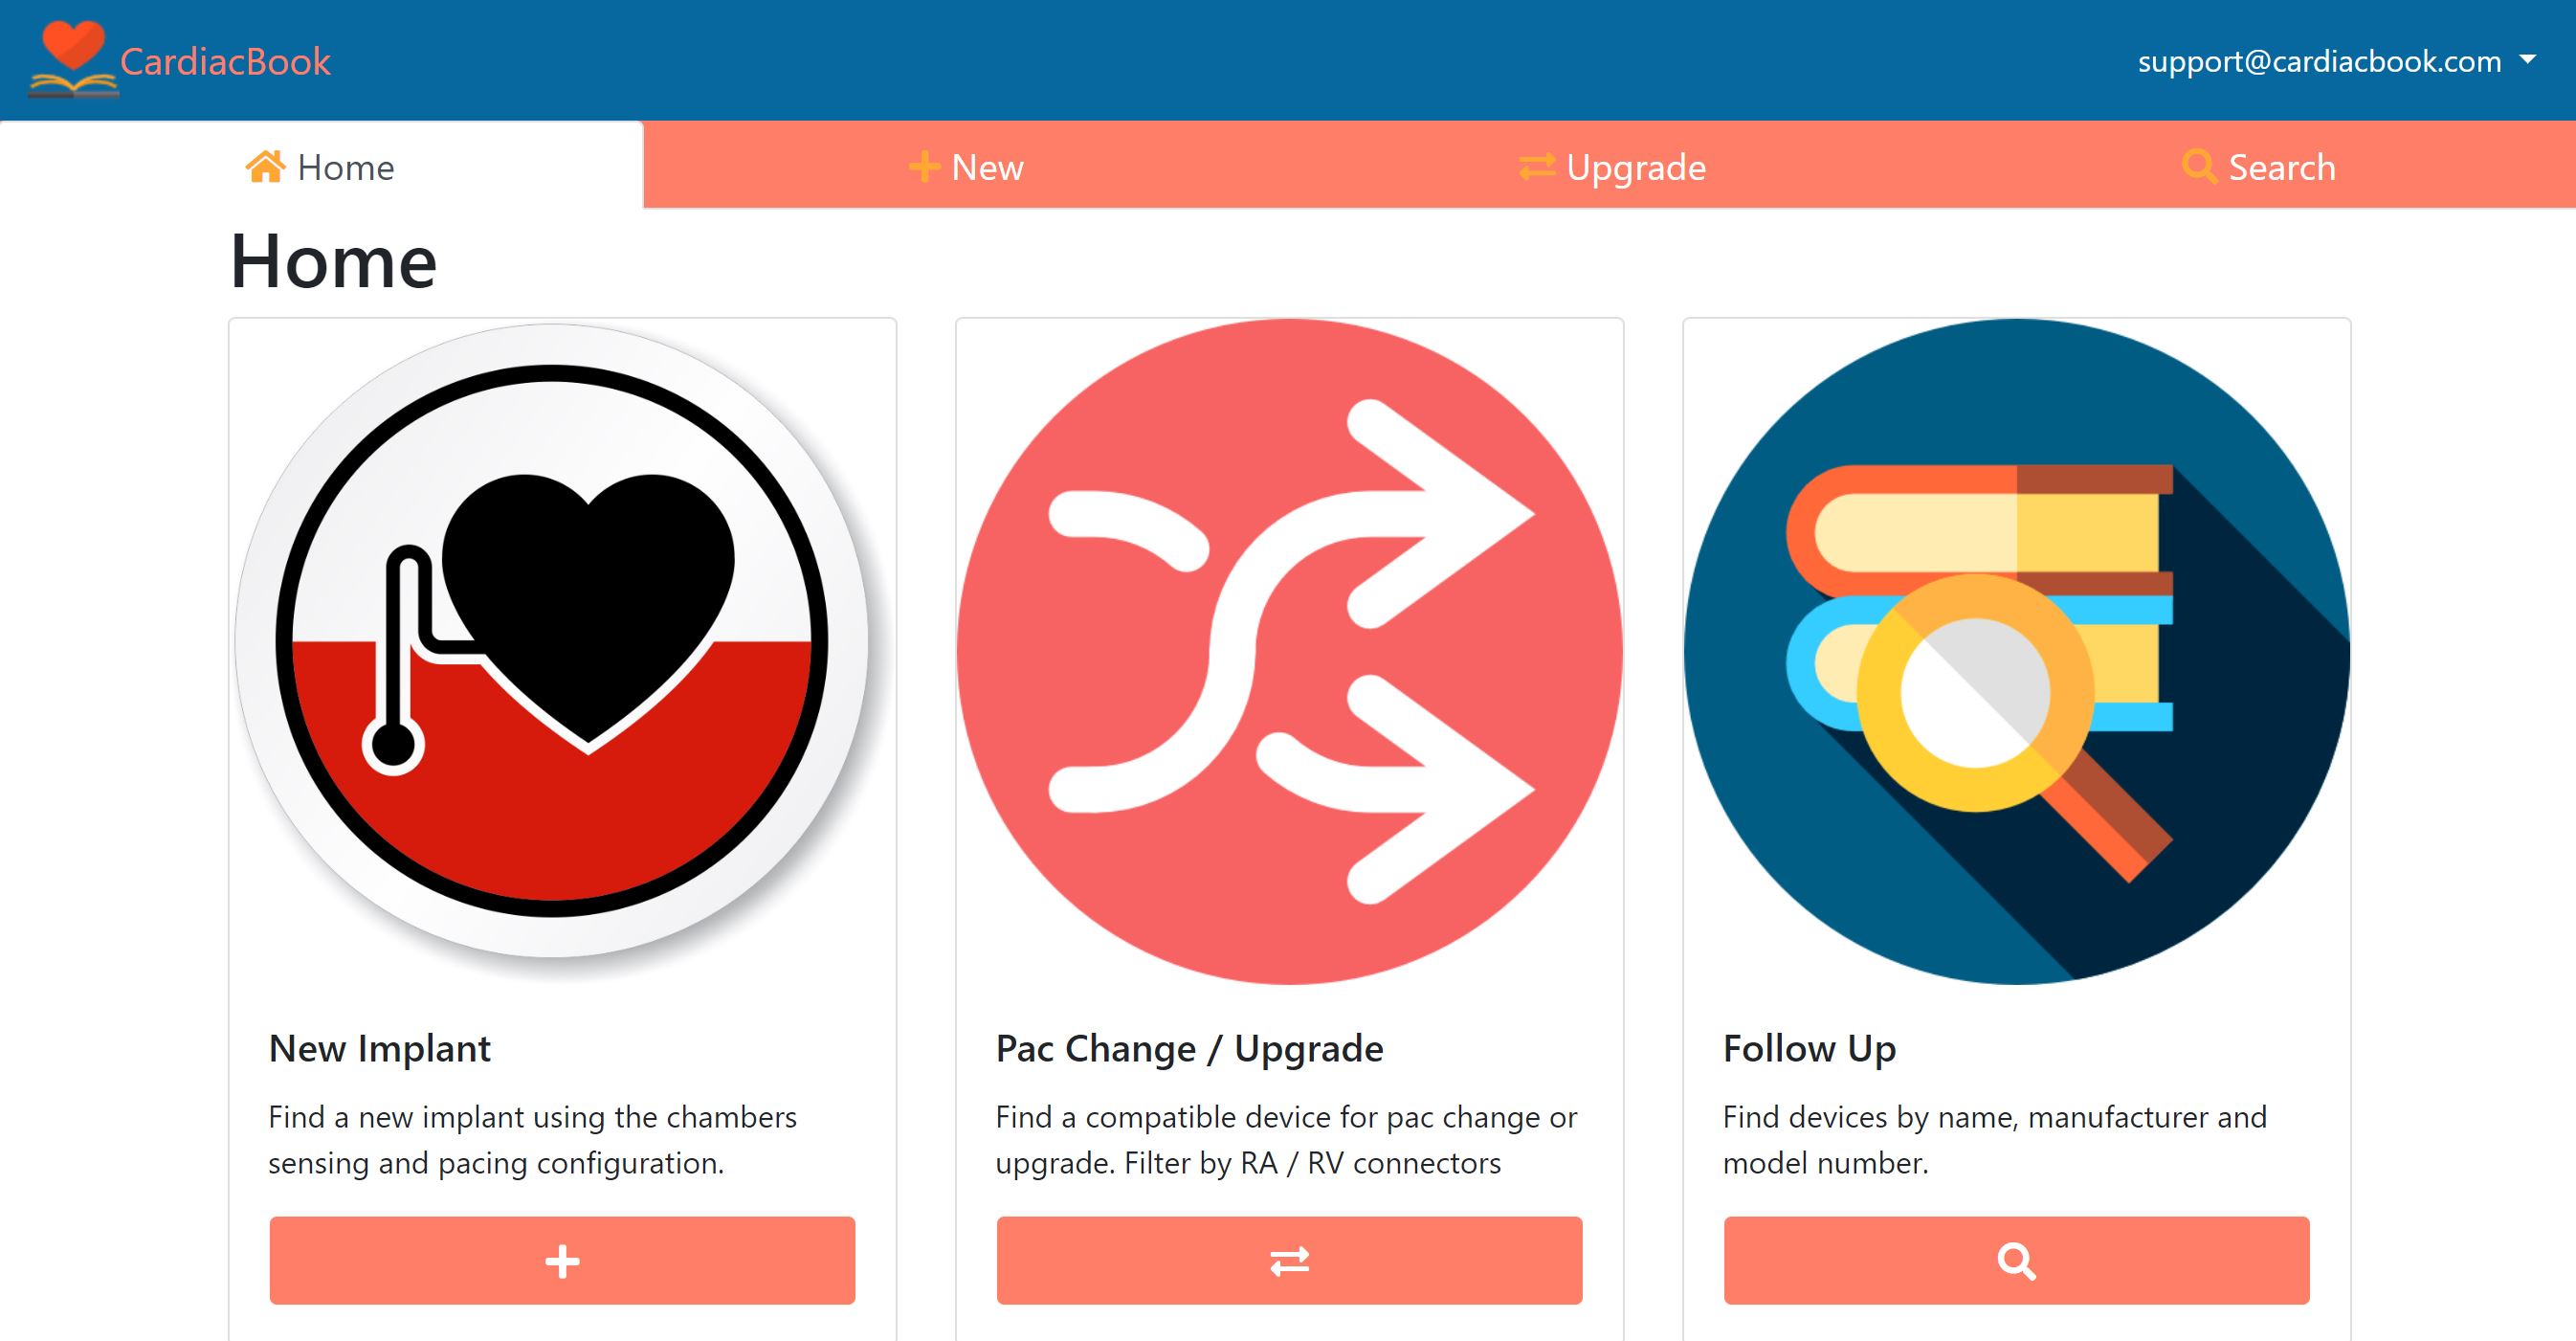 CardiacBook
support@cardiacbook.com
Home
New
Upgrade
Search
Home
New Implant
Find a new implant using the chambers
sensing and pacing configuration.
Pac Change / Upgrade
Find a compatible device for pac change or
upgrade. Filter by RA / RV connectors
Follow Up
Find devices by name, manufacturer and
model number.